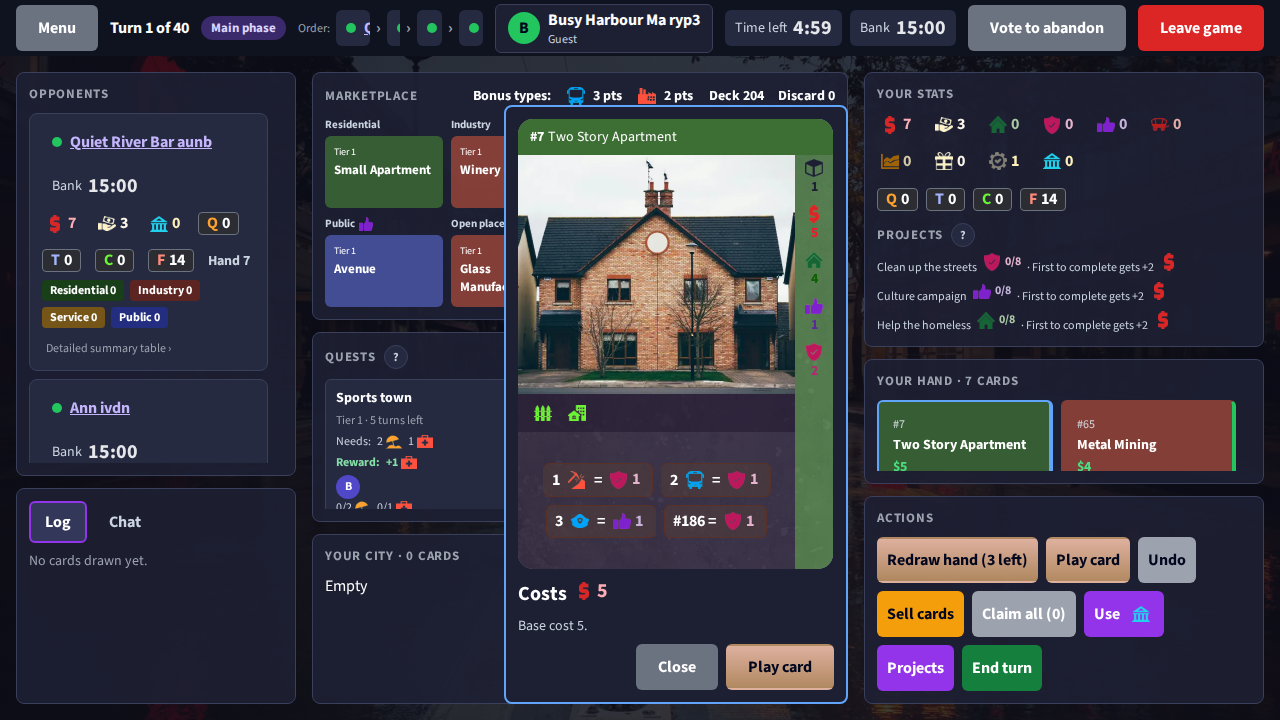 Menu
Turn 1 of 40
Main phase
Order:
›
›
›
B
Busy Harbour Ma ryp3
Guest
Time left 4:59
Bank 15:00
Vote to abandon
Leave game
OPPONENTS
Quiet River Bar aunb
Bank 15:00
7
3
0
Q 0
T 0
C 0
F 14
Hand 7
Residential 0
Industry 0
Service 0
Public 0
Detailed summary table ›
Ann ivdn
Bank 15:00
Log
Chat
No cards drawn yet.
MARKETPLACE
Bonus types:
3 pts
2 pts
Deck 204
Discard 0
Residential
Industry
Tier 1
Small Apartment
Tier 1
Winery
Public
Open place
Tier 1
Avenue
Tier 1
Glass
Manufac
QUESTS
?
Sports town
Tier 1 · 5 turns left
Needs: 2 1
Reward: +1
B
0/2 0/1
YOUR CITY · 0 CARDS
Empty
#7 Two Story Apartment
1
5
4
1
2
1 = 1
2 = 1
3 = 1
#186 = 1
Costs $ 5
Base cost 5.
Close
Play card
YOUR STATS
7
3
0
0
0
0
0
0
1
0
Q 0
T 0
C 0
F 14
PROJECTS
?
Clean up the streets 0/8 · First to complete gets +2
Culture campaign 0/8 · First to complete gets +2
Help the homeless 0/8 · First to complete gets +2
YOUR HAND · 7 CARDS
#7
Two Story Apartment
$5
#65
Metal Mining
$4
ACTIONS
Redraw hand (3 left)
Play card
Undo
Sell cards
Claim all (0)
Use
Projects
End turn